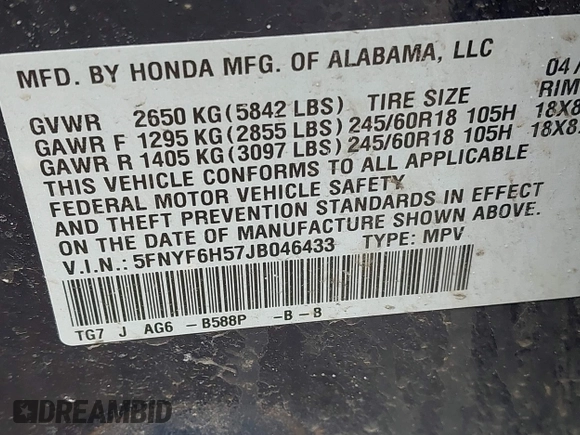 MFD. BY HONDA MFG. OF ALABAMA, LLC 04/
GVWR 2650 KG(5842 LBS) TIRE SIZE RIM
GAWR F 1295 KG(2855 LBS)245/60R18 105H 18X8
GAWR R 1405 KG(3097 LBS)245/60R18 105H 18X8
THIS VEHICLE CONFORMS TO ALL APPLICABLE
FEDERAL MOTOR VEHICLE SAFETY
AND THEFT PREVENTION STANDARDS IN EFFECT
ON THE DATE OF MANUFACTURE SHOWN ABOVE.
V.I.N.: 5FNYF6H57JB046433 TYPE: MPV
TG7 J AG6 - B588P -B - 8
DREAMBID